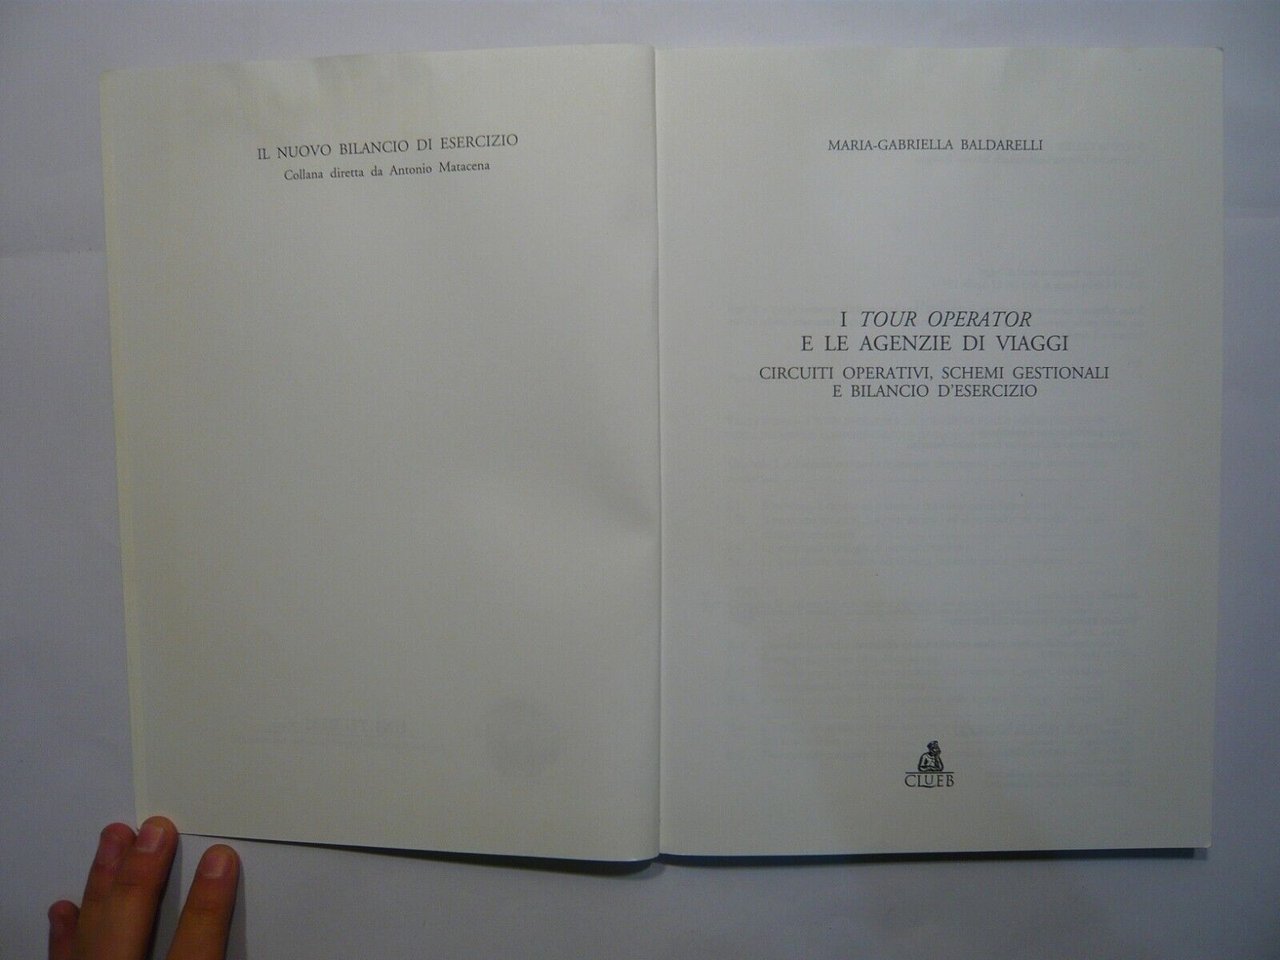 IL NUOVO BILANCIO DI ESERCIZIO
Collana diretta da Antonio Matacena
MARIA-GABRIELLA BALDARELLI
I TOUR OPERATOR
E LE AGENZIE DI VIAGGI
CIRCUITI OPERATIVI, SCHEMI GESTIONALI
E BILANCIO D'ESERCIZIO
CLUEB